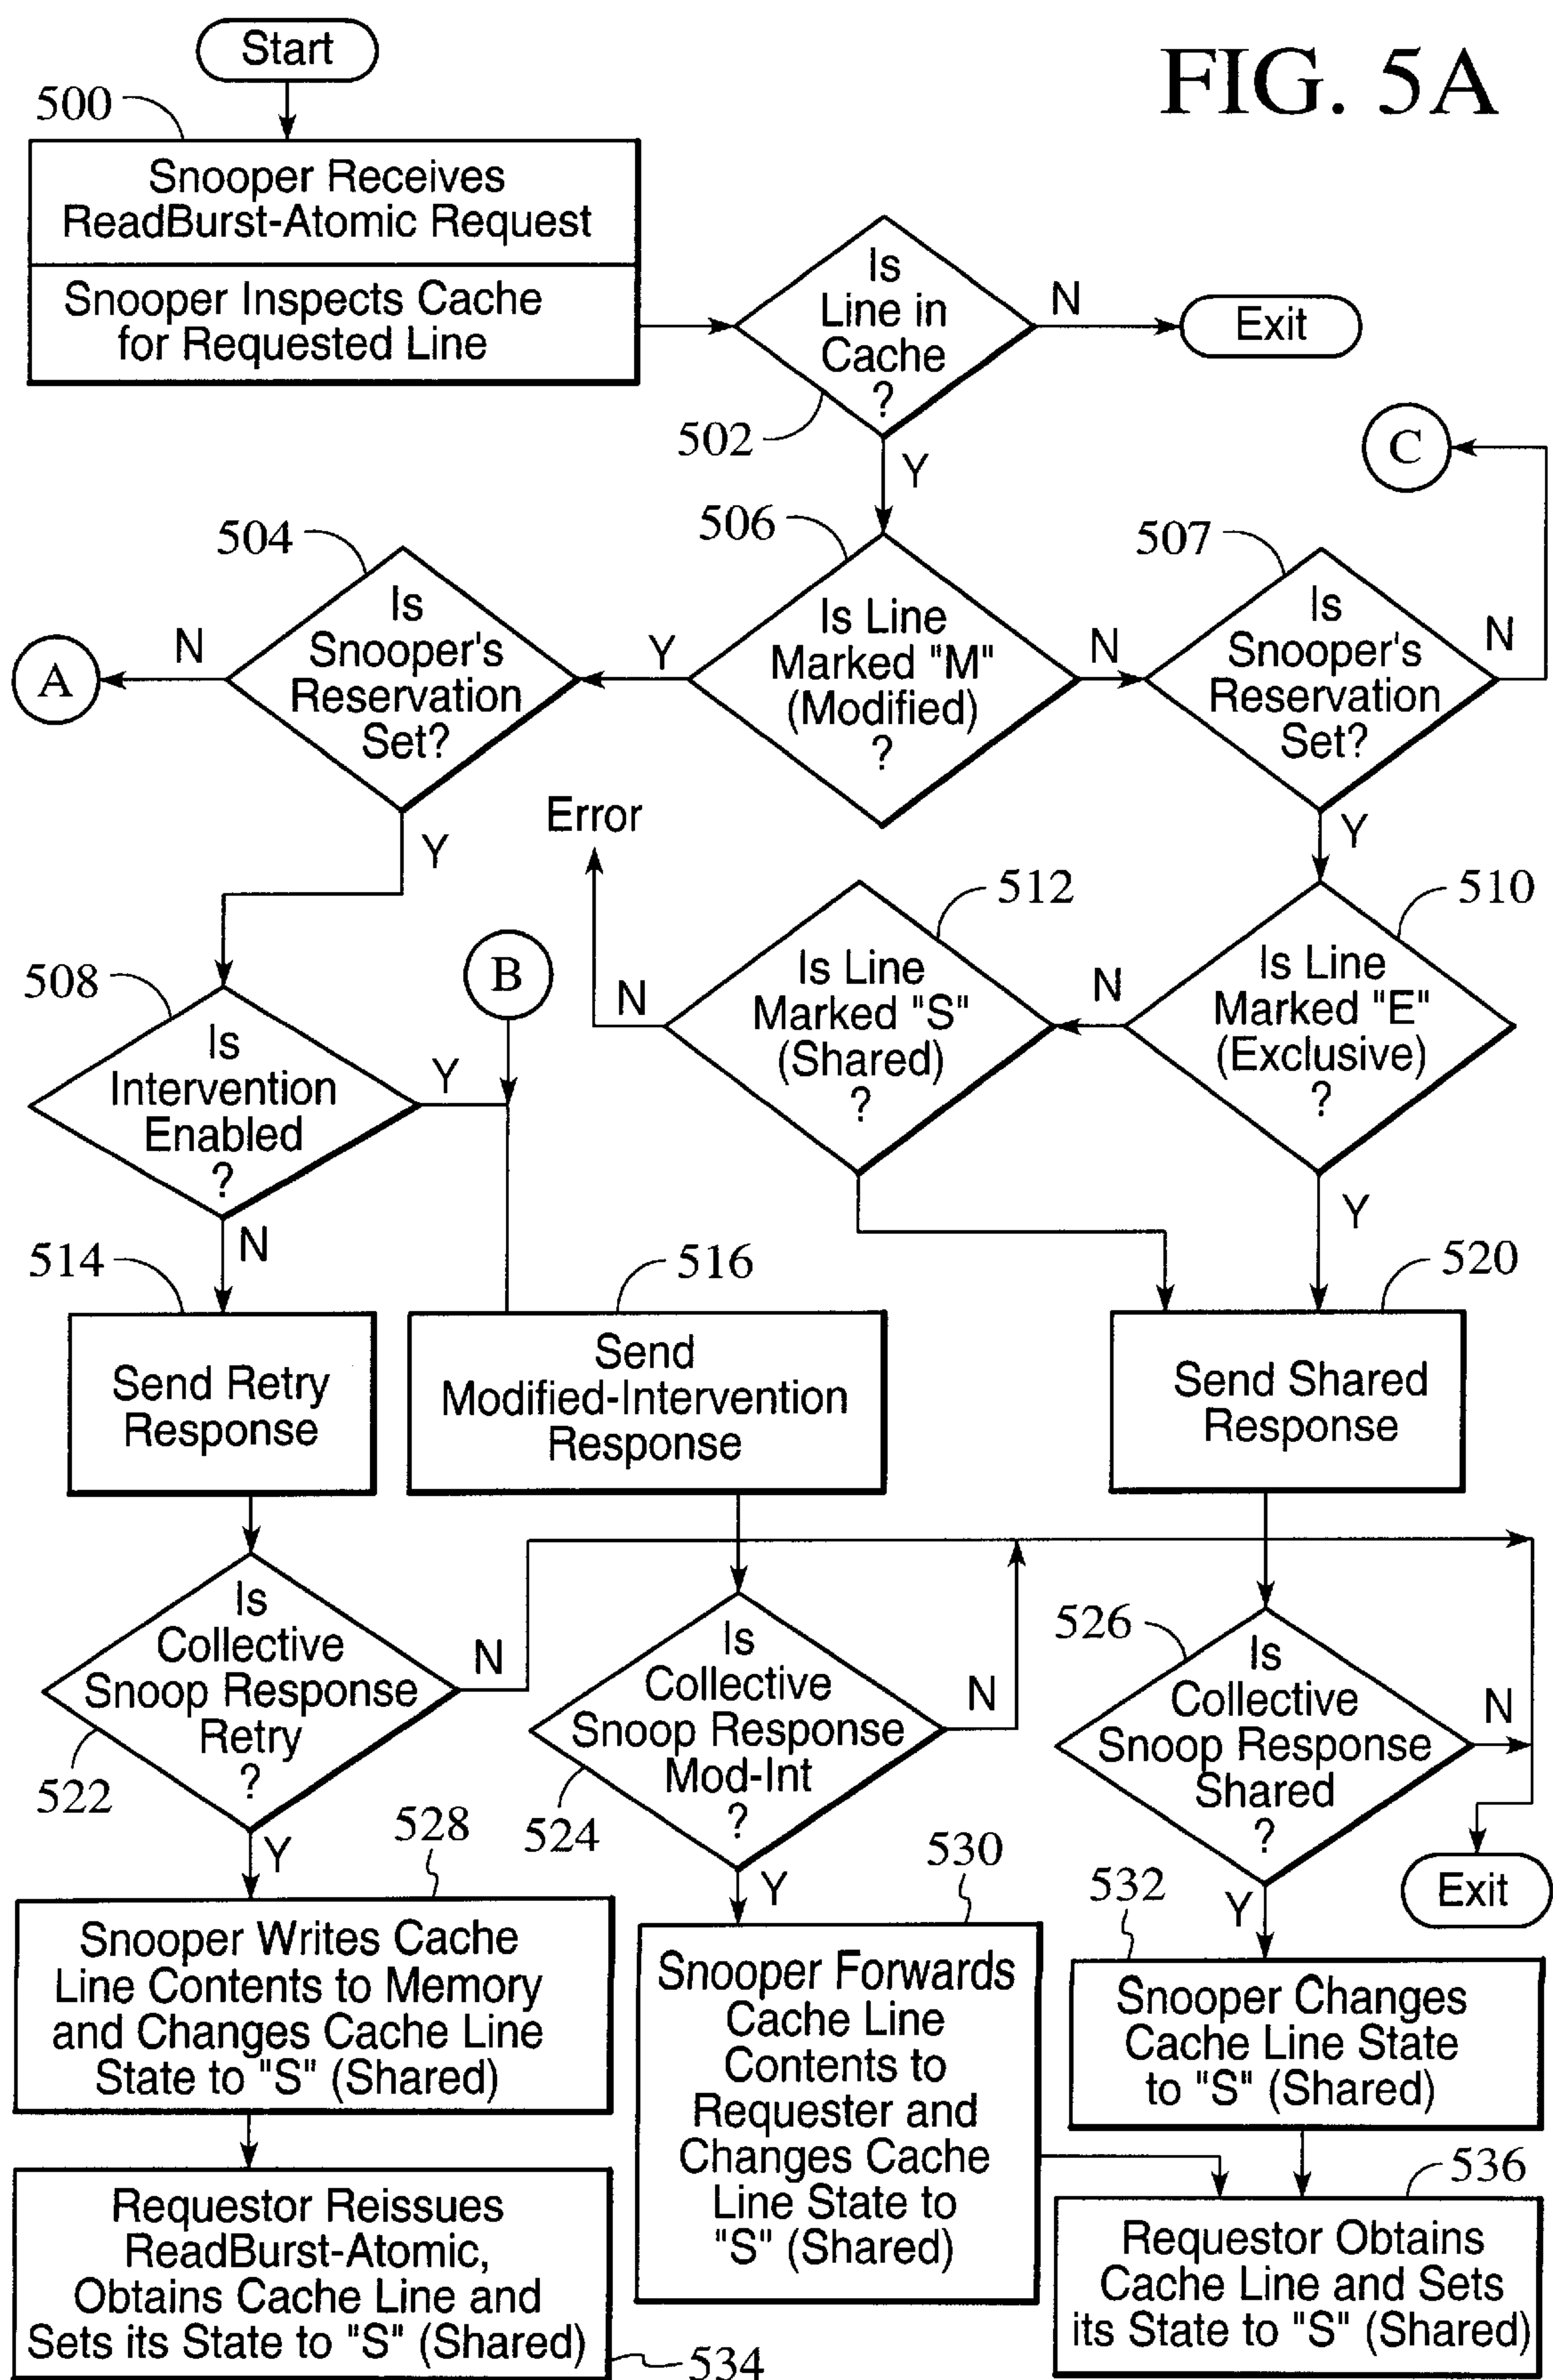 Start
FIG. 5A
500
Snooper Receives
ReadBurst-Atomic Request
Snooper Inspects Cache
for Requested Line
Is
Line in
Cache
?
N
Exit
502
Y
C
504
506
507
Is
Snooper's
Reservation
Set?
N
A
Y
Is Line
Marked "M"
(Modified)
?
Y
N
Is
Snooper's
Reservation
Set?
N
Y
Error
512
510
Is Line
Marked "S"
(Shared)
?
N
Is Line
Marked "E"
(Exclusive)
?
N
Y
508
B
Is
Intervention
Enabled
?
Y
N
514
516
520
Send Retry
Response
Send
Modified-Intervention
Response
Send Shared
Response
Is
Collective
Snoop Response
Retry
?
N
522
Y
Is
Collective
Snoop Response
Mod-Int
?
N
524
Y
526
Is
Collective
Snoop Response
Shared
?
N
Y
Exit
528
Snooper Writes Cache
Line Contents to Memory
and Changes Cache Line
State to "S" (Shared)
530
Snooper Forwards
Cache Line
Contents to
Requester and
Changes Cache
Line State to
"S" (Shared)
532
Snooper Changes
Cache Line State
to "S" (Shared)
Requestor Reissues
ReadBurst-Atomic,
Obtains Cache Line and
Sets its State to "S" (Shared)
534
536
Requestor Obtains
Cache Line and Sets
its State to "S" (Shared)